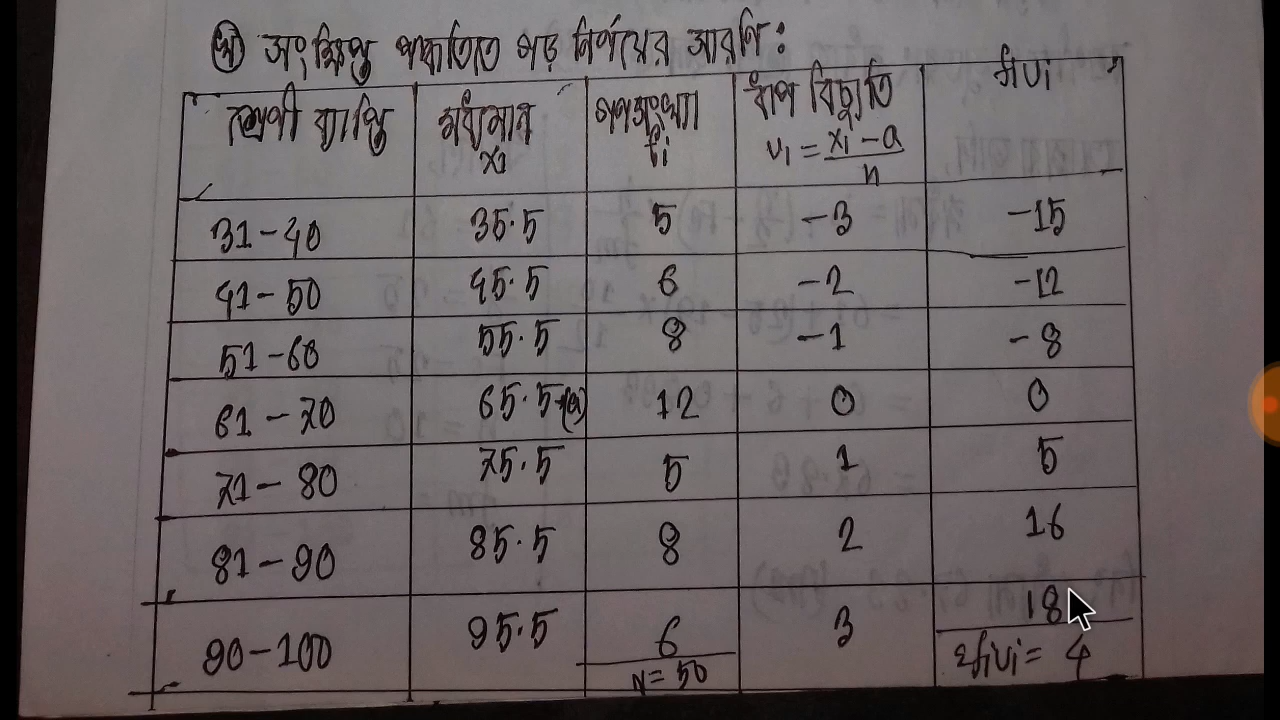 (খ) সংক্ষিপ্ত পদ্ধতিতে গড় নির্ণয়ের সারণি:
শ্রেণী ব্যাপ্তি মধ্যমান xi গণসংখ্যা fi ধাপ বিচ্যুতি ui = xi - a / h fiui
31-40 35.5 5 -3 -15
41-50 45.5 6 -2 -12
51-60 55.5 8 -1 -8
61-70 65.5→(a) 12 0 0
71-80 75.5 5 1 5
81-90 85.5 8 2 16
90-100 95.5 6 3 18
N=50 Σfiui = 4